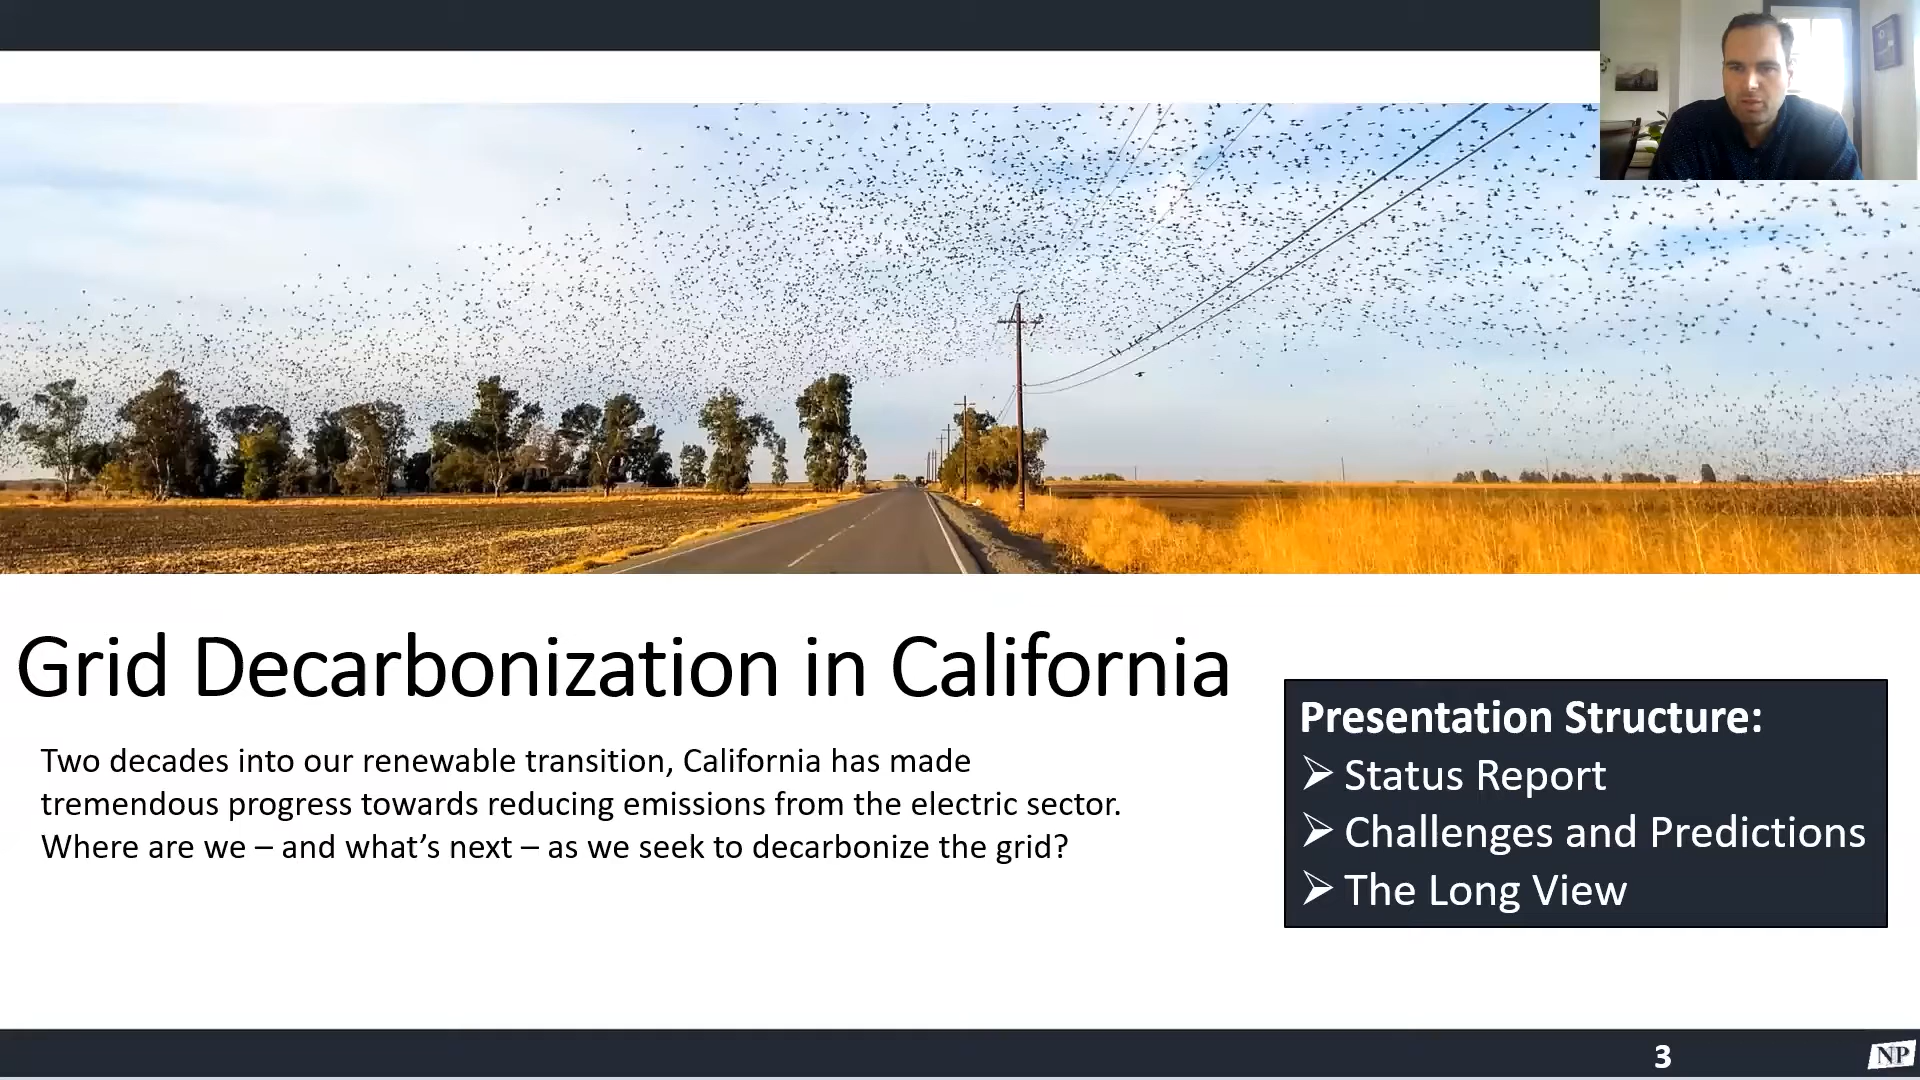 Grid Decarbonization in California
Two decades into our renewable transition, California has made
tremendous progress towards reducing emissions from the electric sector.
Where are we – and what’s next – as we seek to decarbonize the grid?
Presentation Structure:
➢ Status Report
➢ Challenges and Predictions
➢ The Long View
3
NP